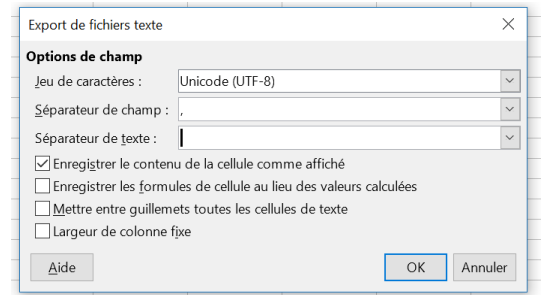 Export de fichiers texte
Options de champ
Jeu de caractères : Unicode (UTF-8)
Séparateur de champ : ,
Séparateur de texte :
Enregistrer le contenu de la cellule comme affiché
Enregistrer les formules de cellule au lieu des valeurs calculées
Mettre entre guillemets toutes les cellules de texte
Largeur de colonne fixe
Aide OK Annuler